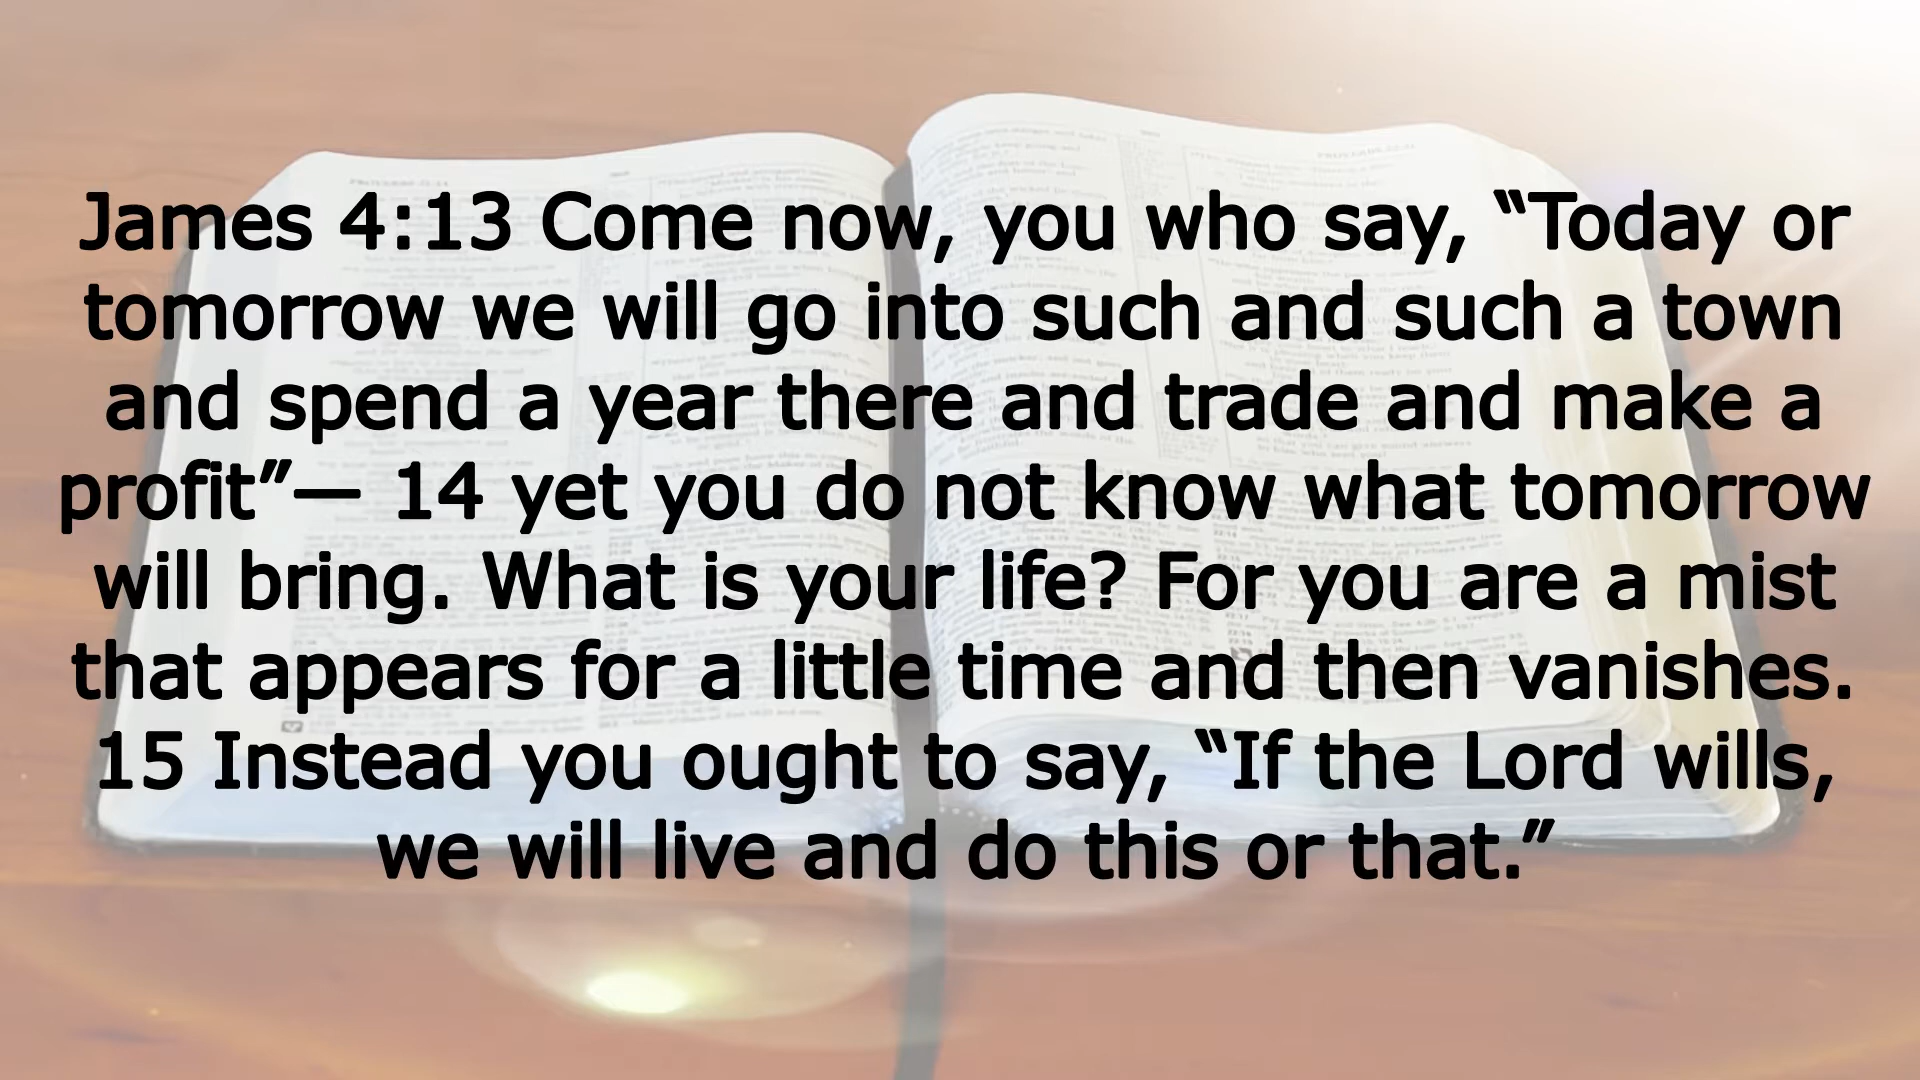 James 4:13 Come now, you who say, “Today or
tomorrow we will go into such and such a town
and spend a year there and trade and make a
profit”— 14 yet you do not know what tomorrow
will bring. What is your life? For you are a mist
that appears for a little time and then vanishes.
15 Instead you ought to say, “If the Lord wills,
we will live and do this or that.”